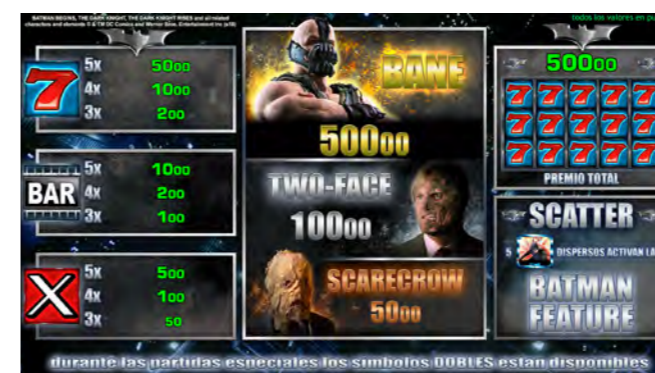 BATMAN BEGINS, THE DARK KNIGHT, THE DARK KNIGHT RISES and all related
characters and elements © & TM DC Comics and Warner Bros. Entertainment Inc
todos los valores en
5x 5000
4x 1000
3x 200
BAR
5x 1000
4x 200
3x 100
X
5x 500
4x 100
3x 50
BANE
50000
TWO-FACE
10000
SCARECROW
5000
50000
PREMIO TOTAL
SCATTER
5 DISPERSOS ACTIVAN LA
BATMAN
FEATURE
durante las partidas especiales los simbolos DOBLES estan disponibles